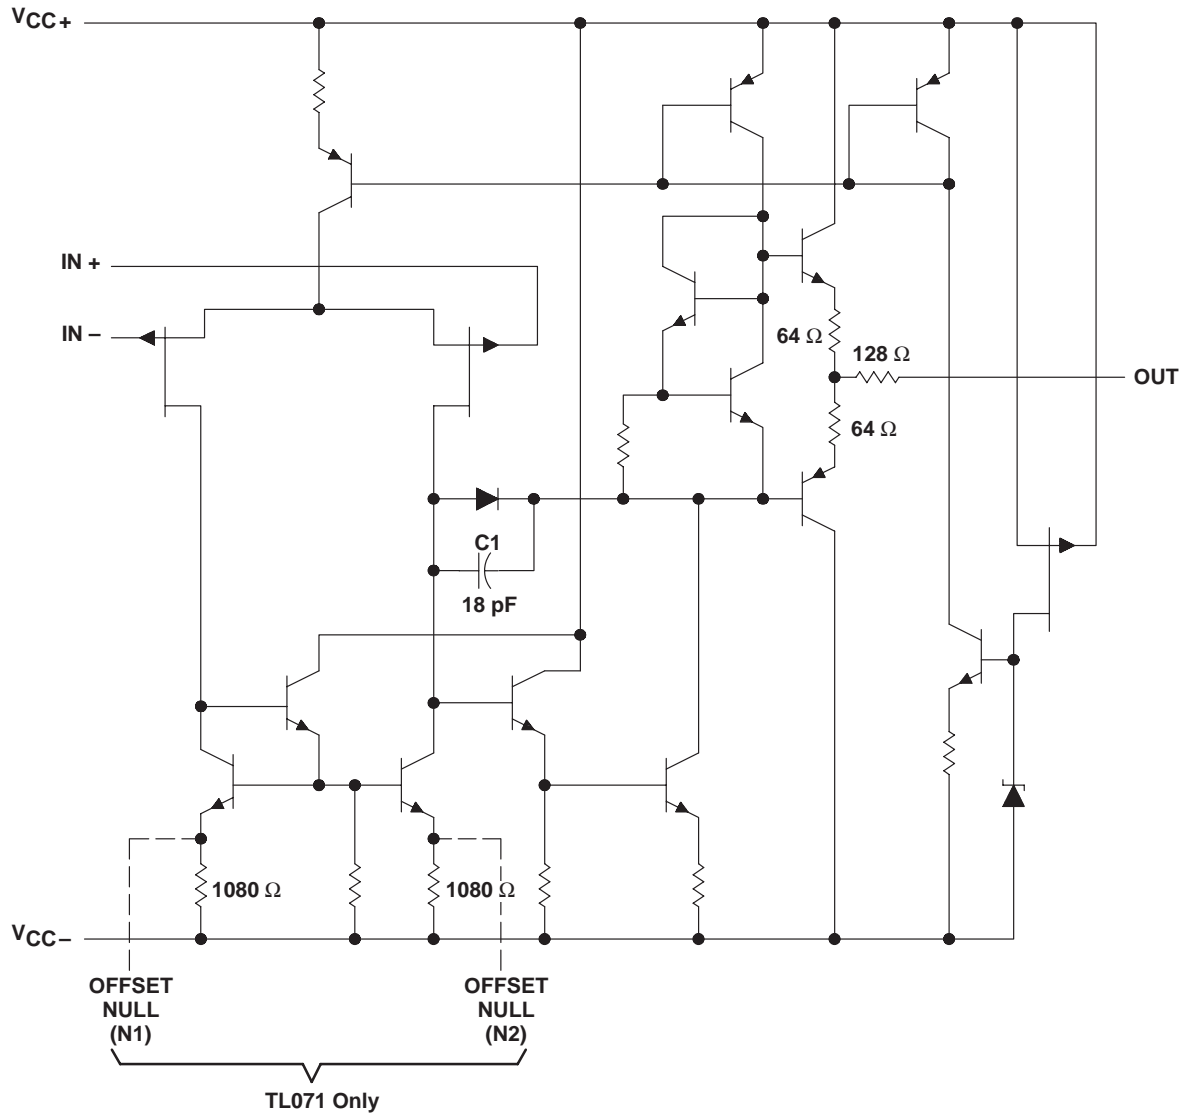 VCC+
IN +
IN –
64 Ω
128 Ω
OUT
64 Ω
C1
18 pF
1080 Ω
1080 Ω
VCC–
OFFSET
NULL
(N1)
OFFSET
NULL
(N2)
TL071 Only